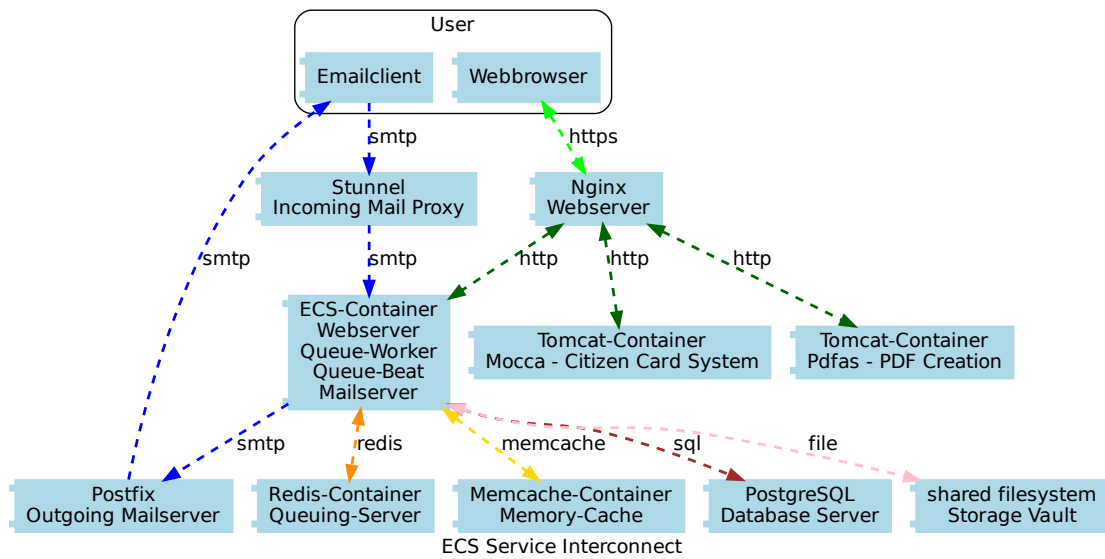 User
Emailclient
Webbrowser
smtp
https
Stunnel
Incoming Mail Proxy
Nginx
Webserver
smtp
smtp
http
http
http
ECS-Container
Webserver
Queue-Worker
Queue-Beat
Mailserver
Tomcat-Container
Mocca - Citizen Card System
Tomcat-Container
Pdfas - PDF Creation
smtp
redis
memcache
sql
file
Postfix
Outgoing Mailserver
Redis-Container
Queuing-Server
Memcache-Container
Memory-Cache
PostgreSQL
Database Server
shared filesystem
Storage Vault
ECS Service Interconnect